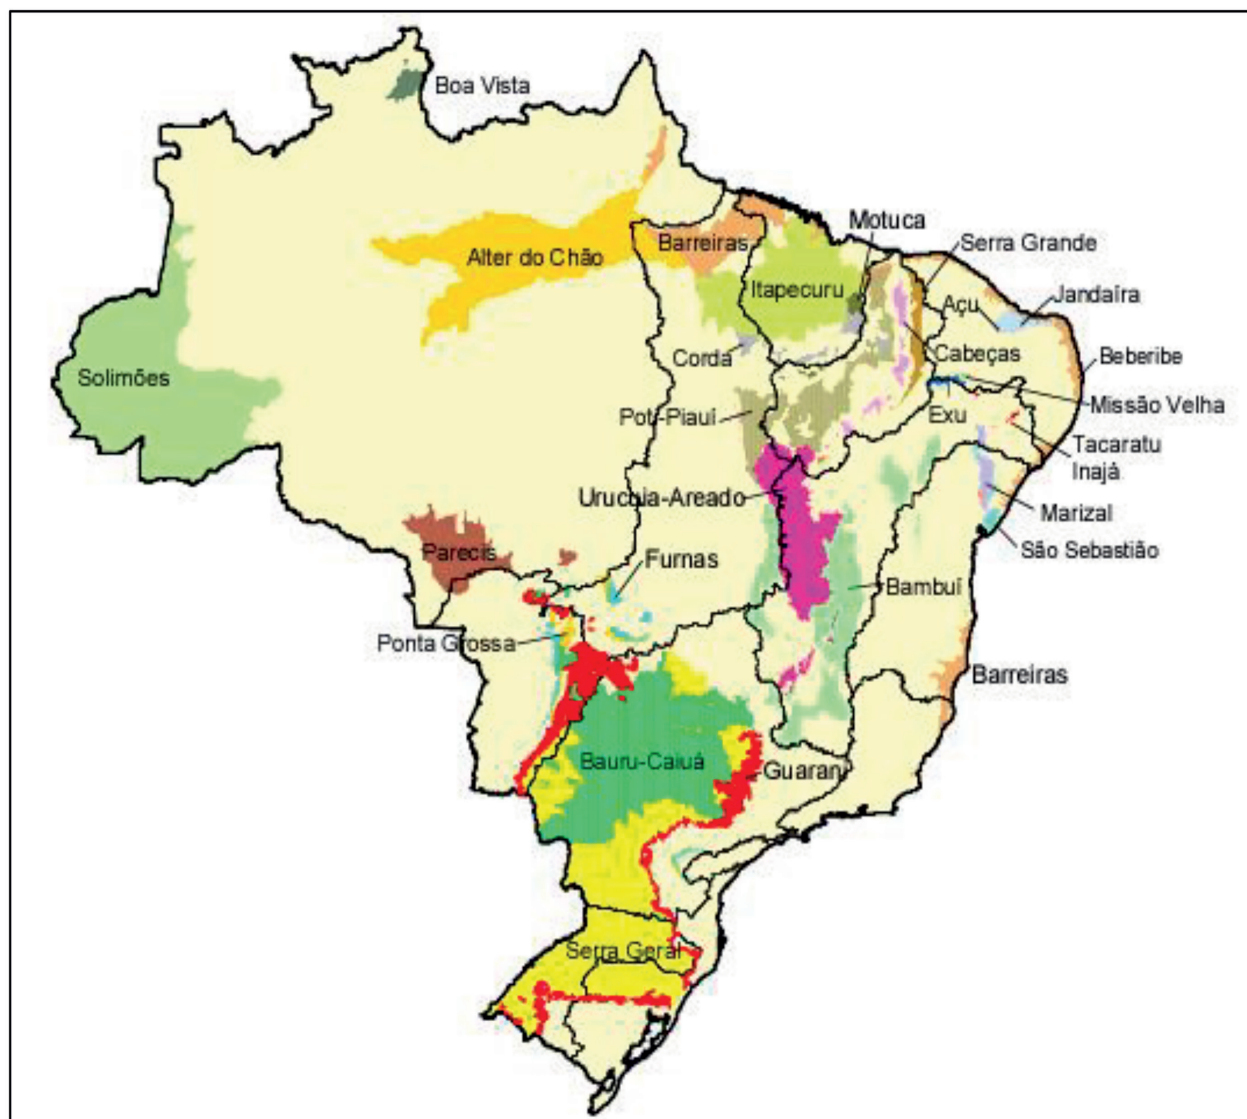 Boa Vista
Motuca
Barreiras
Serra Grande
Alter do Chão
Itapecuru
Açu
Jandaíra
Corda
Cabeças
Beberibe
Solimões
Missão Velha
Poti-Piauí
Exu
Tacaratu
Inajá
Urucuia-Areado
Marizal
São Sebastião
Parecis
Furnas
Bambuí
Ponta Grossa
Barreiras
Bauru-Caiuá
Guaran
Serra Geral